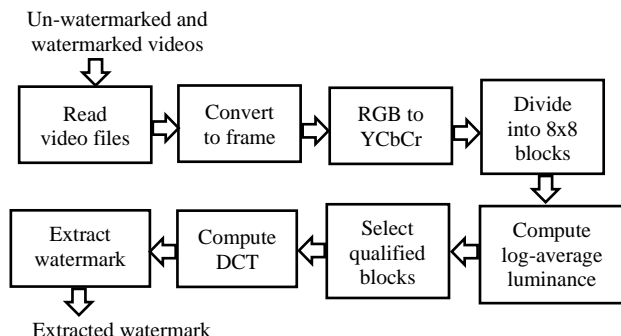 Un-watermarked and
watermarked videos
Read
video files
Convert
to frame
RGB to
YCbCr
Divide
into 8x8
blocks
Compute
log-average
luminance
Select
qualified
blocks
Compute
DCT
Extract
watermark
Extracted watermark